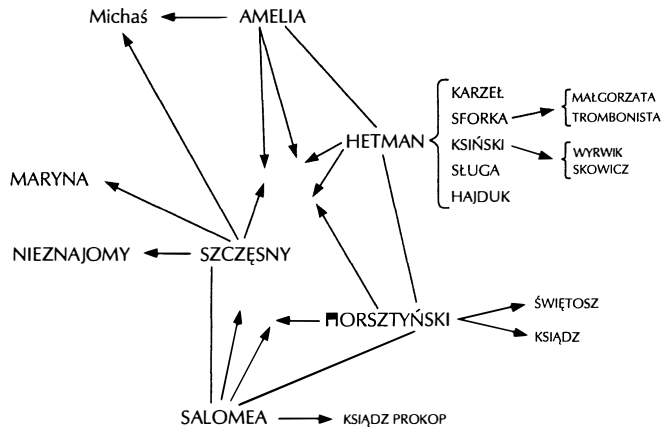 Michaś AMELIA
KARZEŁ
MAŁGORZATA
SFORKA
TROMBONISTA
HETMAN
KSIŃSKI
WYRWIK
SŁUGA
SKOWICZ
MARYNA
HAJDUK
NIEZNAJOMY SZCZĘSNY
ŚWIĘTOSZ
HORSZTYŃSKI
KSIĄDZ
SALOMEA KSIĄDZ PROKOP